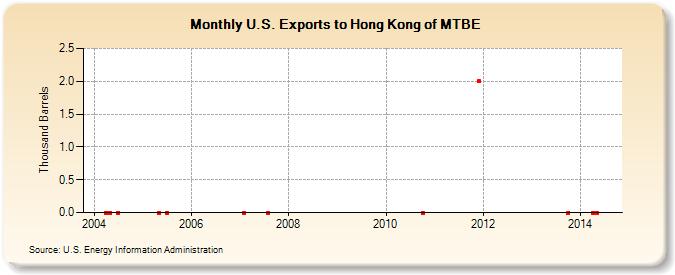 Monthly U.S. Exports to Hong Kong of MTBE
Thousand Barrels
2.5
2.0
1.5
1.0
0.5
0.0
2004 2006 2008 2010 2012 2014
Source: U.S. Energy Information Administration